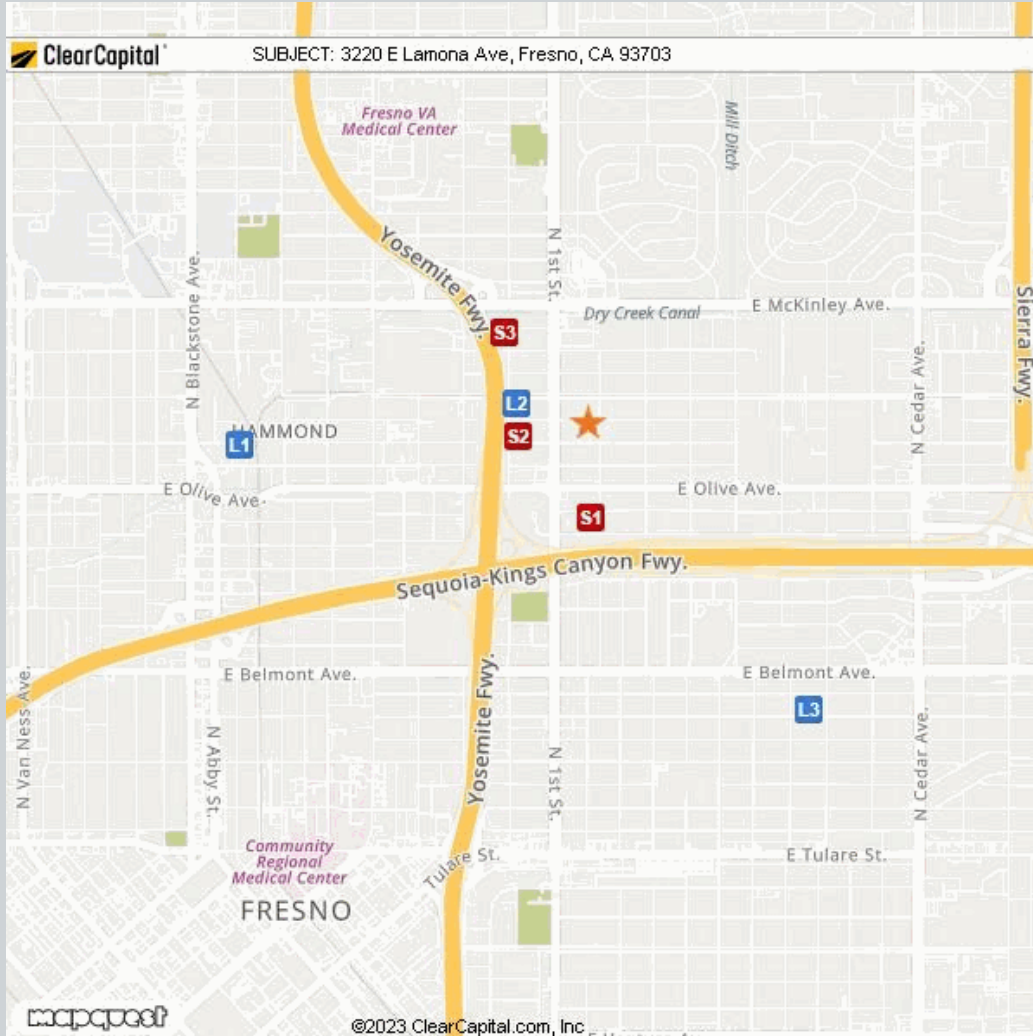 ClearCapital
SUBJECT: 3220 E Lamona Ave, Fresno, CA 93703
Fresno VA
Medical Center
Mill Ditch
N 1st St.
Yosemite Fwy.
N Blackstone Ave.
E McKinley Ave.
Dry Creek Canal
Sierra Fwy.
S3
N Cedar Ave.
L2
S2
HAMMOND
L1
E Olive Ave.
E Olive Ave.
S1
Sequoia-Kings Canyon Fwy.
E Belmont Ave.
E Belmont Ave.
N Van Ness Ave.
Yosemite Fwy.
L3
N Abby St.
N 1st St.
N Cedar Ave.
Community
Regional
Medical Center
Tulare St.
E Tulare St.
FRESNO
mapquest
©2023 ClearCapital.com, Inc